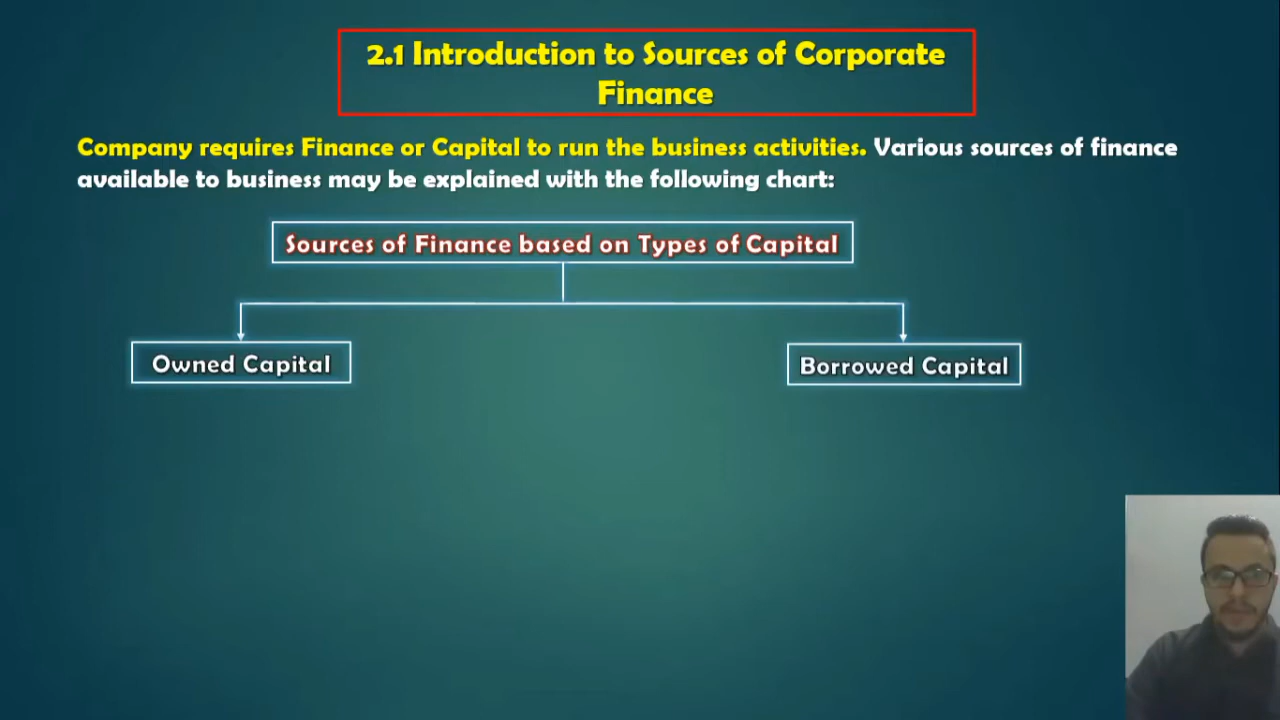 2.1 Introduction to Sources of Corporate
Finance
Company requires Finance or Capital to run the business activities. Various sources of finance
available to business may be explained with the following chart:
Sources of Finance based on Types of Capital
Owned Capital
Borrowed Capital